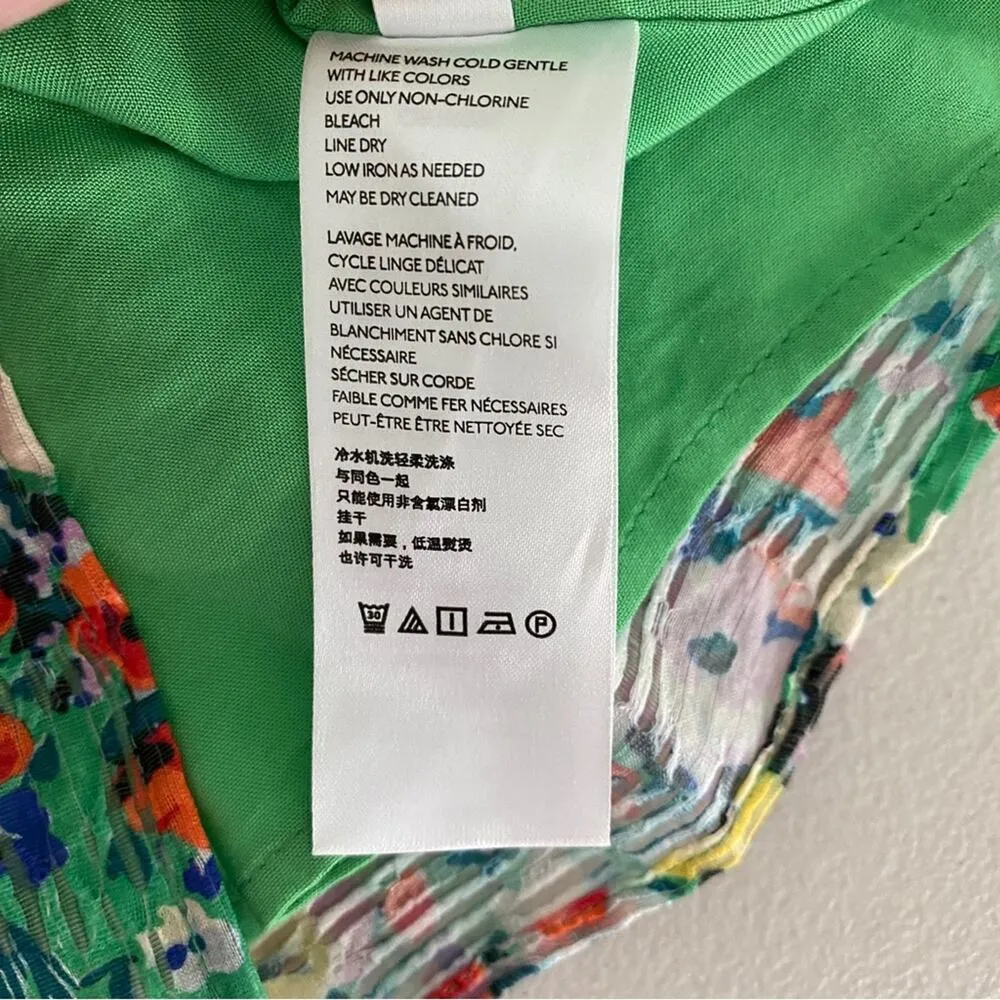 MACHINE WASH COLD GENTLE
WITH LIKE COLORS
USE ONLY NON-CHLORINE
BLEACH
LINE DRY
LOW IRON AS NEEDED
MAY BE DRY CLEANED
LAVAGE MACHINE À FROID,
CYCLE LINGE DÉLICAT
AVEC COULEURS SIMILAIRES
UTILISER UN AGENT DE
BLANCHIMENT SANS CHLORE SI
NÉCESSAIRE
SÉCHER SUR CORDE
FAIBLE COMME FER NÉCESSAIRES
PEUT-ÊTRE ÊTRE NETTOYÉE SEC
冷水机洗轻柔洗涤
与同色一起
只能使用非含氯漂白剂
挂干
如果需要，低温熨烫
也许可干洗
30 P